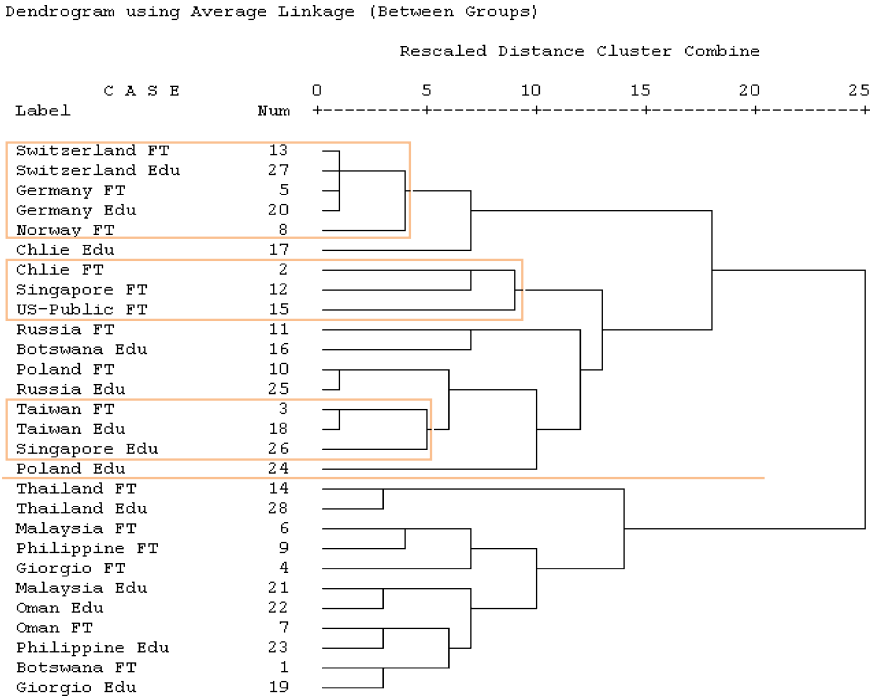 Dendrogram using Average Linkage (Between Groups)
Rescaled Distance Cluster Combine
C A S E 0 5 10 15 20 25
Label Num +---------+---------+---------+---------+---------+
Switzerland FT 13
Switzerland Edu 27
Germany FT 5
Germany Edu 20
Norway FT 8
Chlie Edu 17
Chlie FT 2
Singapore FT 12
US-Public FT 15
Russia FT 11
Botswana Edu 16
Poland FT 10
Russia Edu 25
Taiwan FT 3
Taiwan Edu 18
Singapore Edu 26
Poland Edu 24
Thailand FT 14
Thailand Edu 28
Malaysia FT 6
Philippine FT 9
Giorgio FT 4
Malaysia Edu 21
Oman Edu 22
Oman FT 7
Philippine Edu 23
Botswana FT 1
Giorgio Edu 19